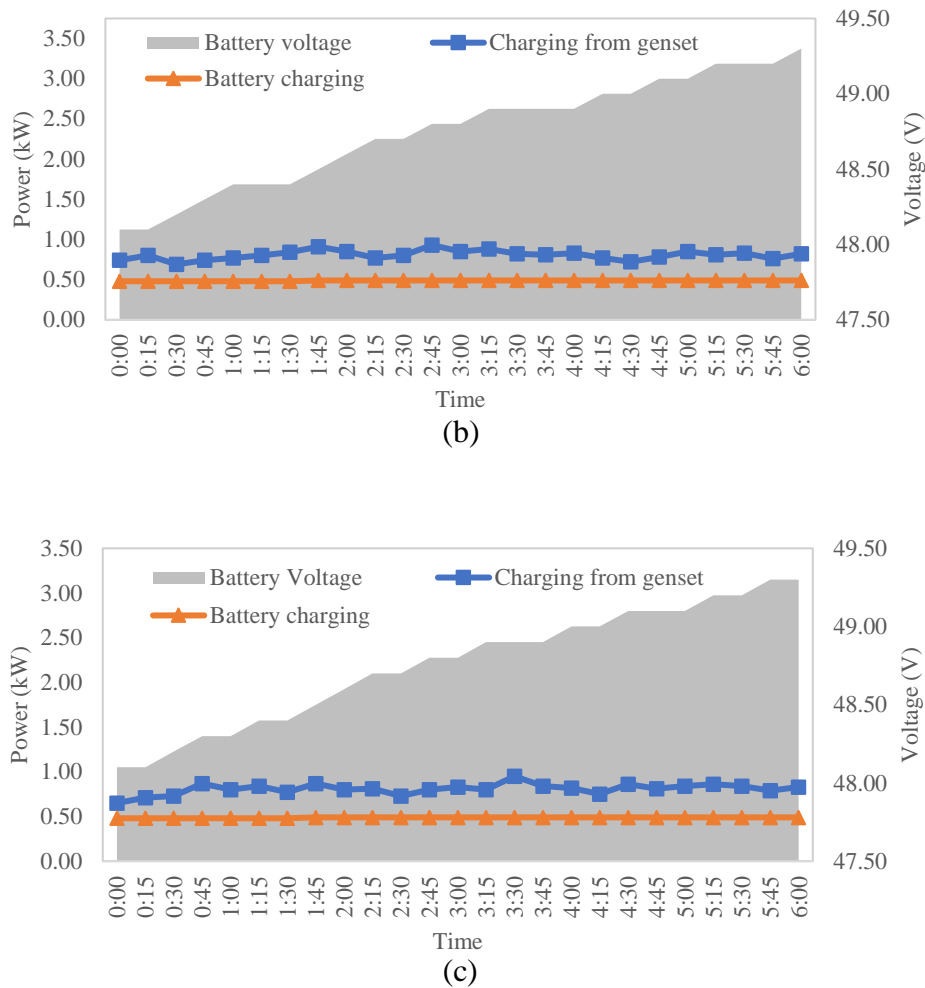 Battery voltage
Charging from genset
Battery charging
3.50
3.00
2.50
2.00
1.50
1.00
0.50
0.00
Power (kW)
49.50
49.00
48.50
48.00
47.50
Voltage (V)
0:00 0:15 0:30 0:45 1:00 1:15 1:30 1:45 2:00 2:15 2:30 2:45 3:00 3:15 3:30 3:45 4:00 4:15 4:30 4:45 5:00 5:15 5:30 5:45 6:00
Time
(b)
Battery Voltage
Charging from genset
Battery charging
3.50
3.00
2.50
2.00
1.50
1.00
0.50
0.00
Power (kW)
49.50
49.00
48.50
48.00
47.50
Voltage (V)
0:00 0:15 0:30 0:45 1:00 1:15 1:30 1:45 2:00 2:15 2:30 2:45 3:00 3:15 3:30 3:45 4:00 4:15 4:30 4:45 5:00 5:15 5:30 5:45 6:00
Time
(c)